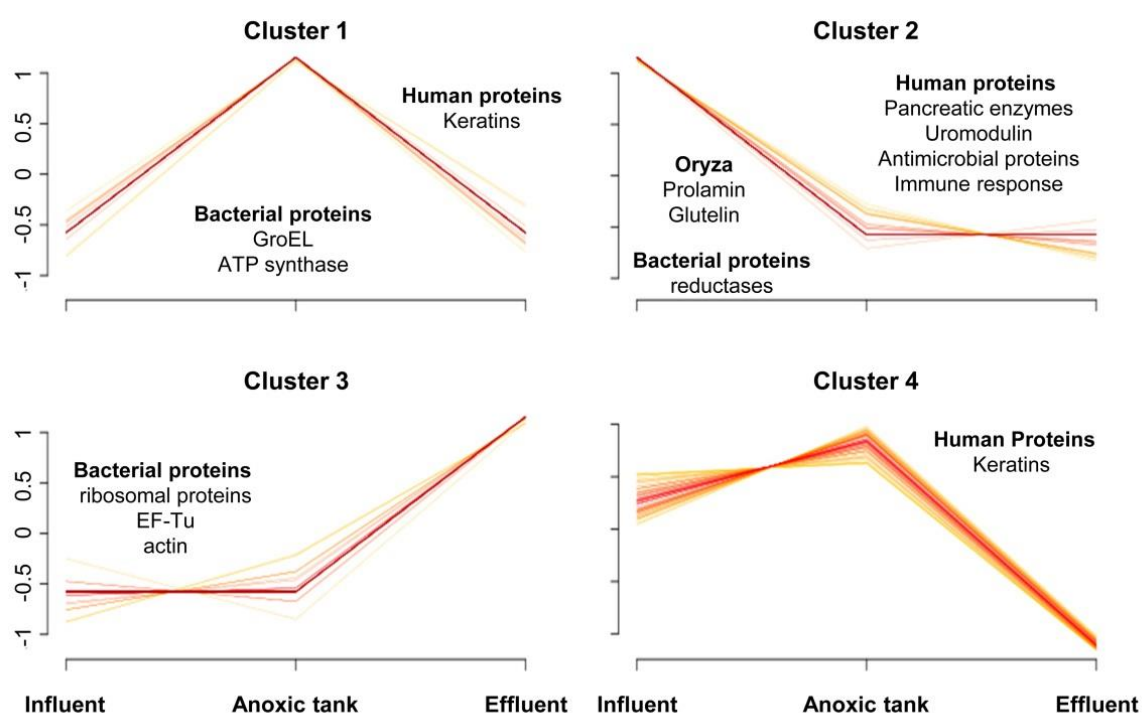 Cluster 1
1
0.5
0
-0.5
-1
Human proteins
Keratins
Bacterial proteins
GroEL
ATP synthase
Cluster 2
Human proteins
Pancreatic enzymes
Uromodulin
Antimicrobial proteins
Immune response
Oryza
Prolamin
Glutelin
Bacterial proteins
reductases
Cluster 3
1
0.5
0
-0.5
-1
Bacterial proteins
ribosomal proteins
EF-Tu
actin
Cluster 4
Human Proteins
Keratins
Influent Anoxic tank Effluent
Influent Anoxic tank Effluent